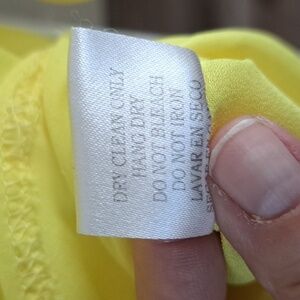 DRY CLEAN ONLY
HANG DRY
DO NOT BLEACH
DO NOT IRON
LAVAR EN SECO